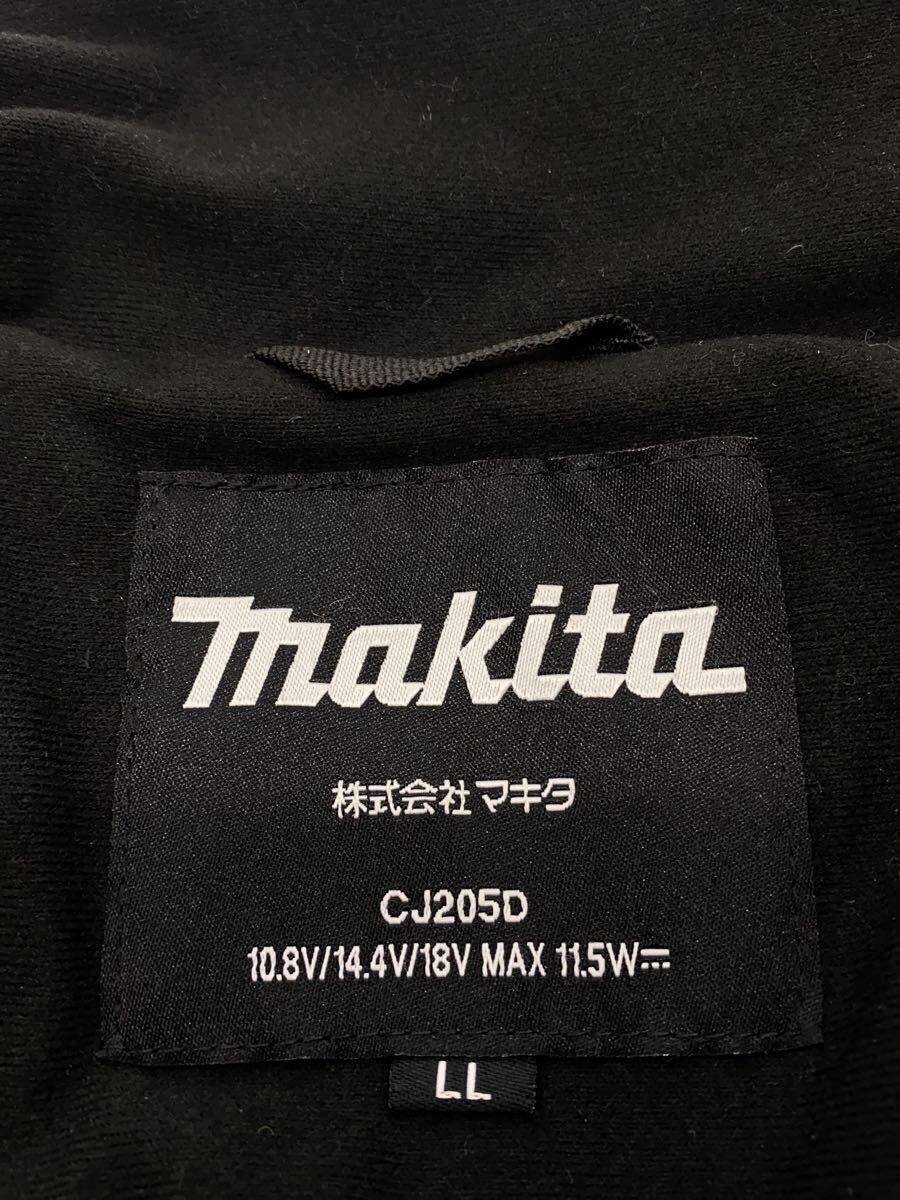 makita
株式会社マキタ
CJ205D
10.8V/14.4V/18V MAX 11.5W⎓
LL